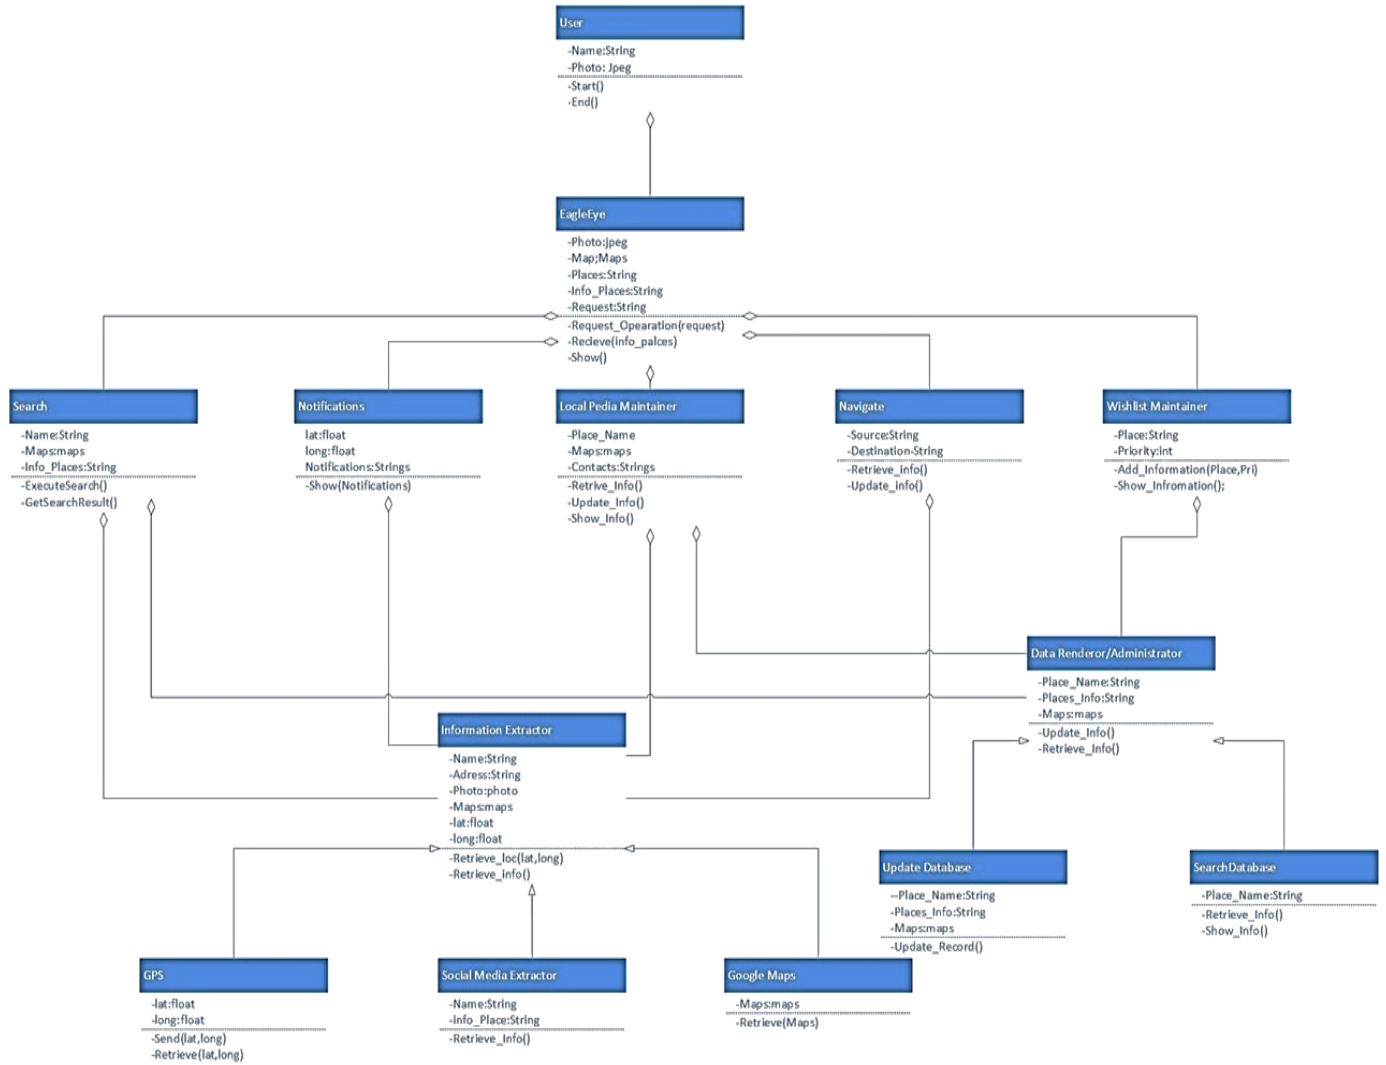 User
-Name:String
-Photo: Jpeg
-Start()
-End()
EagleEye
-Photo:Jpeg
-Map;Maps
-Places:String
-Info_Places:String
-Request:String
-Request_Opearation(request)
-Recieve(info_palces)
-Show()
Search
-Name:String
-Maps:maps
-Info_Places:String
-ExecuteSearch()
-GetSearchResult()
Notifications
lat:float
long:float
Notifications:Strings
-Show(Notifications)
Local Pedia Maintainer
-Place_Name
-Maps:maps
-Contacts:Strings
-Retrive_Info()
-Update_Info()
-Show_Info()
Navigate
-Source:String
-Destination-String
-Retrieve_info()
-Update_info()
Wishlist Maintainer
-Place:String
-Priority:int
-Add_Information(Place,Pri)
-Show_Infromation();
Data Renderor/Administrator
-Place_Name:String
-Places_Info:String
-Maps:maps
-Update_Info()
-Retrieve_Info()
Information Extractor
-Name:String
-Adress:String
-Photo:photo
-Maps:maps
-lat:float
-long:float
-Retrieve_loc(lat,long)
-Retrieve_info()
Update Database
--Place_Name:String
-Places_Info:String
-Maps:maps
-Update_Record()
SearchDatabase
-Place_Name:String
-Retrieve_Info()
-Show_Info()
GPS
-lat:float
-long:float
-Send(lat,long)
-Retrieve(lat,long)
Social Media Extractor
-Name:String
-Info_Place:String
-Retrieve_Info()
Google Maps
-Maps:maps
-Retrieve(Maps)